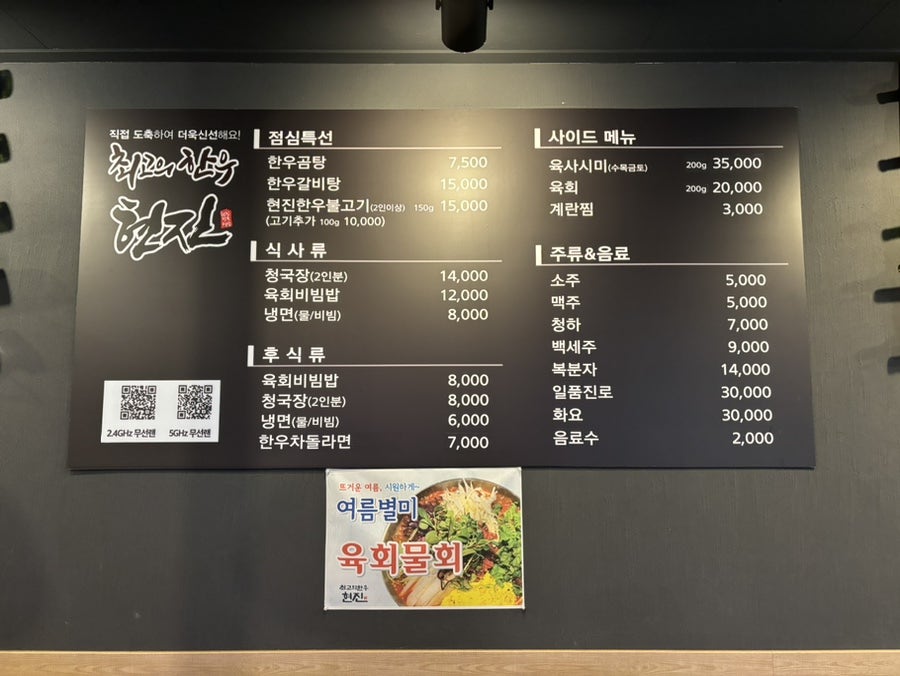 직접 도축하여 더욱신선해요!
최고의 한우
현진
2.4GHz 무선랜
5GHz 무선랜
점심특선
한우곰탕 7,500
한우갈비탕 15,000
현진한우불고기(2인이상) 150g 15,000
(고기추가 100g 10,000)
식사류
청국장(2인분) 14,000
육회비빔밥 12,000
냉면(물/비빔) 8,000
후식류
육회비빔밥 8,000
청국장(2인분) 8,000
냉면(물/비빔) 6,000
한우차돌라면 7,000
사이드 메뉴
육사시미(수목금토) 200g 35,000
육회 200g 20,000
계란찜 3,000
주류&음료
소주 5,000
맥주 5,000
청하 7,000
백세주 9,000
복분자 14,000
일품진로 30,000
화요 30,000
음료수 2,000
뜨거운 여름, 시원하게~
여름별미
육회물회
최고의한우
현진